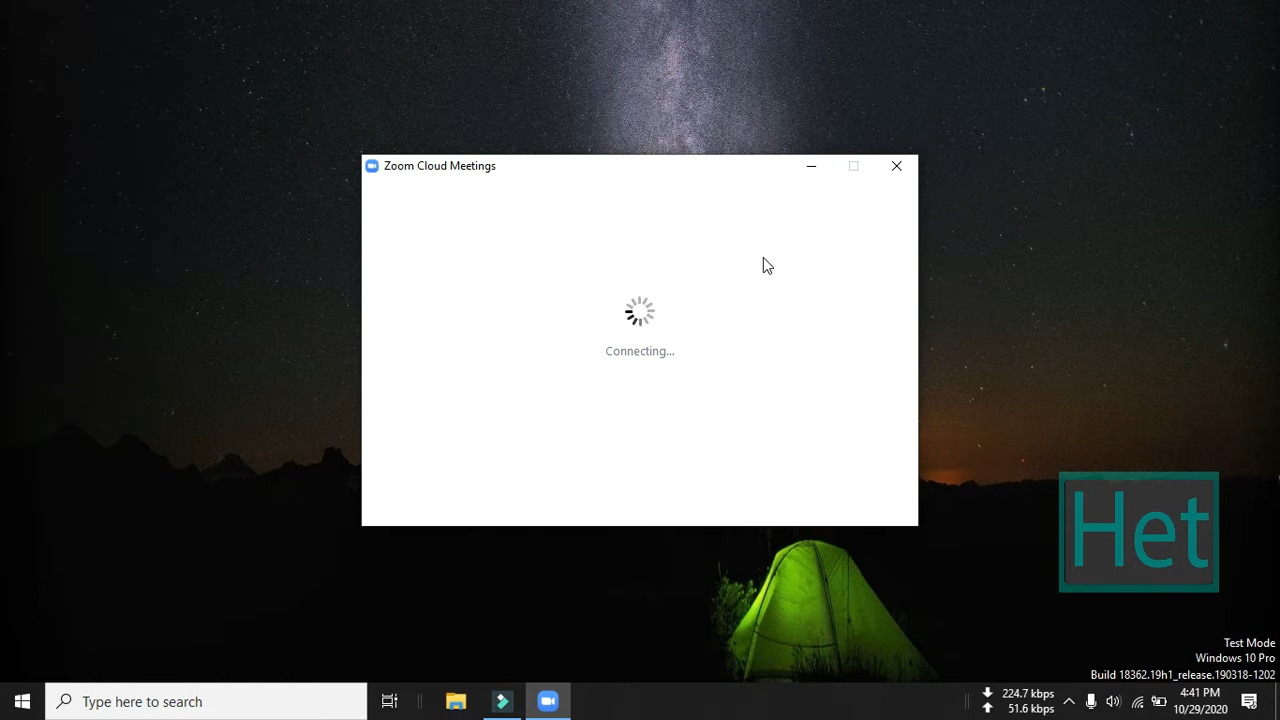 Zoom Cloud Meetings
Connecting...
Het
Test Mode
Windows 10 Pro
Build 18362.19h1_release.190318-1202
Type here to search
224.7 kbps
51.6 kbps
4:41 PM
10/29/2020